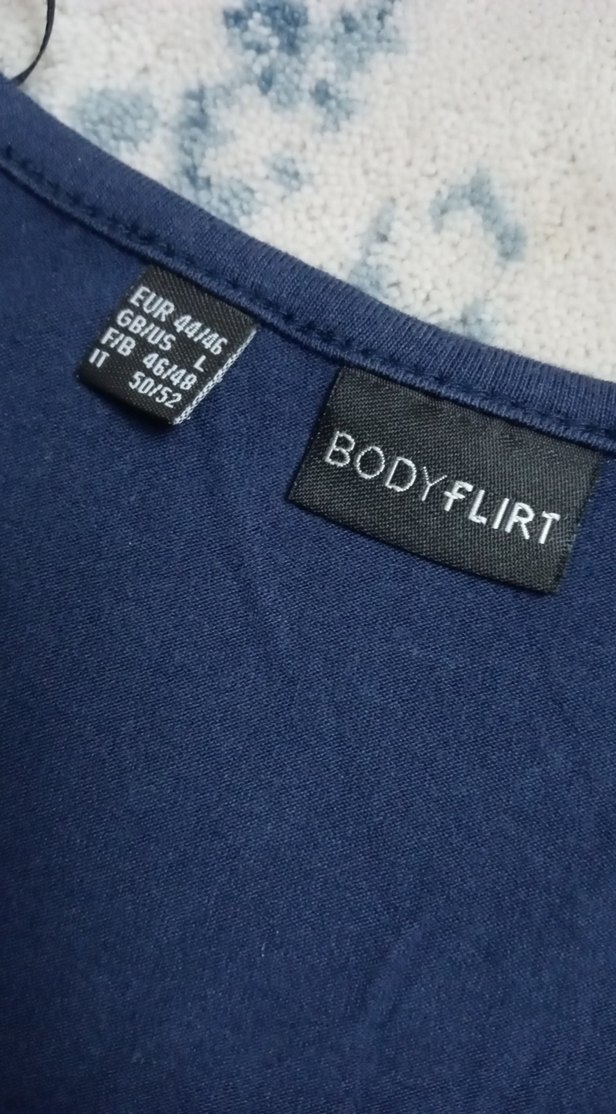 EUR 44/46
GB/US L
F/B 46/48
IT 50/52
BODYFLIRT